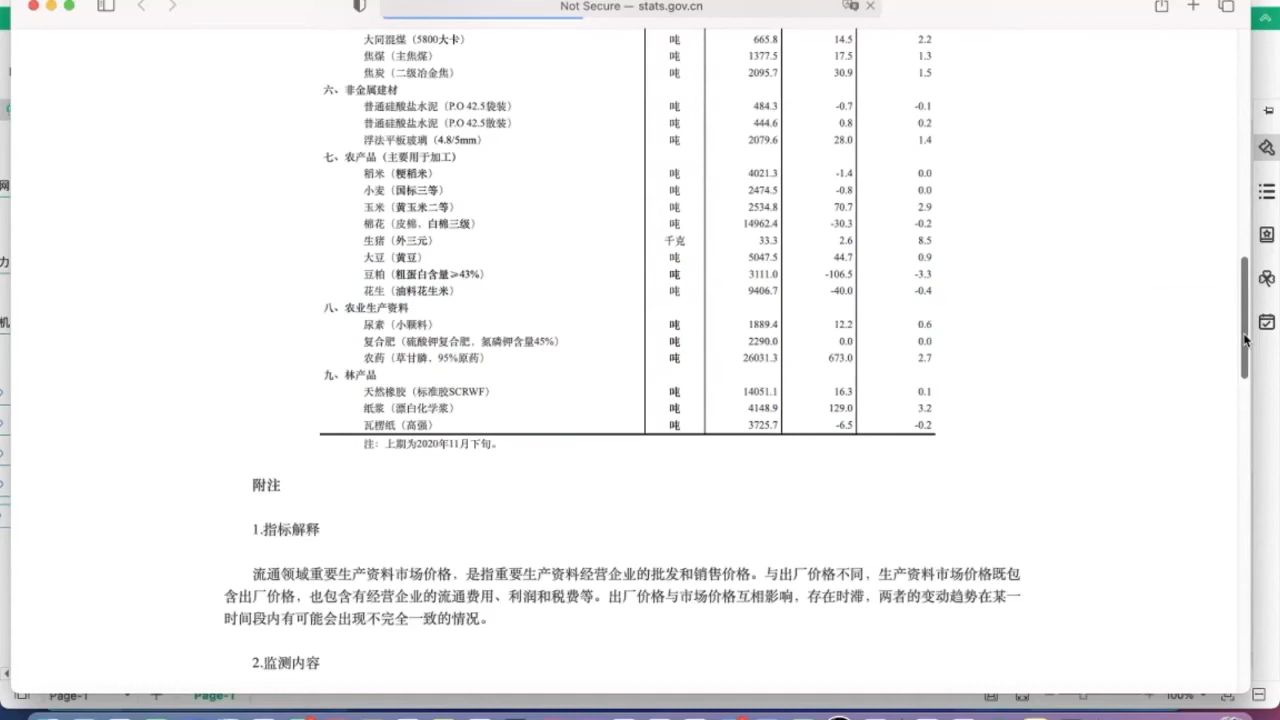 Not Secure — stats.gov.cn
大同混煤（5800大卡） 吨 665.8 14.5 2.2
焦煤（主焦煤） 吨 1377.5 17.5 1.3
焦炭（二级冶金焦） 吨 2095.7 30.9 1.5
六、非金属建材
普通硅酸盐水泥（P.O 42.5袋装） 吨 484.3 -0.7 -0.1
普通硅酸盐水泥（P.O 42.5散装） 吨 444.6 0.8 0.2
浮法平板玻璃（4.8/5mm） 吨 2079.6 28.0 1.4
七、农产品（主要用于加工）
稻米（粳稻米） 吨 4021.3 -1.4 0.0
小麦（国标三等） 吨 2474.5 -0.8 0.0
玉米（黄玉米二等） 吨 2534.8 70.7 2.9
棉花（皮棉，白棉三级） 吨 14962.4 -30.3 -0.2
生猪（外三元） 千克 33.3 2.6 8.5
大豆（黄豆） 吨 5047.5 44.7 0.9
豆粕（粗蛋白含量≥43%） 吨 3111.0 -106.5 -3.3
花生（油料花生米） 吨 9406.7 -40.0 -0.4
八、农业生产资料
尿素（小颗料） 吨 1889.4 12.2 0.6
复合肥（硫酸钾复合肥，氮磷钾含量45%） 吨 2290.0 0.0 0.0
农药（草甘膦，95%原药） 吨 26031.3 673.0 2.7
九、林产品
天然橡胶（标准胶SCRWF） 吨 14051.1 16.3 0.1
纸浆（漂白化学浆） 吨 4148.9 129.0 3.2
瓦楞纸（高强） 吨 3725.7 -6.5 -0.2
注：上期为2020年11月下旬。
附注
1.指标解释
流通领域重要生产资料市场价格，是指重要生产资料经营企业的批发和销售价格。与出厂价格不同，生产资料市场价格既包
含出厂价格，也包含有经营企业的流通费用、利润和税费等。出厂价格与市场价格互相影响，存在时滞，两者的变动趋势在某一
时间段内有可能会出现不完全一致的情况。
2.监测内容
网
力
机
Page-1
Page-1
100%